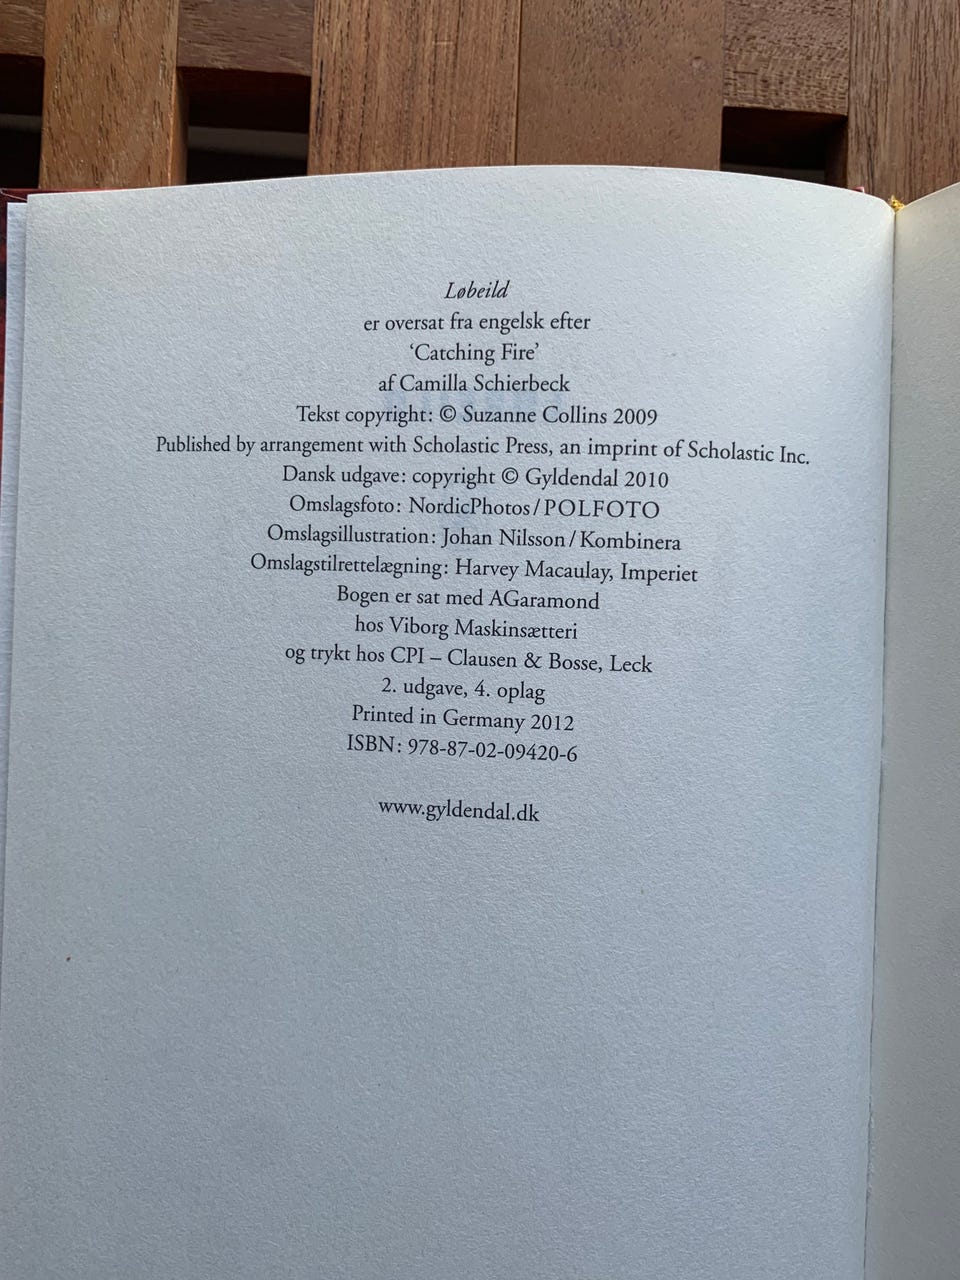 Løbeild
er oversat fra engelsk efter
‘Catching Fire’
af Camilla Schierbeck
Tekst copyright: © Suzanne Collins 2009
Published by arrangement with Scholastic Press, an imprint of Scholastic Inc.
Dansk udgave: copyright © Gyldendal 2010
Omslagsfoto: NordicPhotos/POLFOTO
Omslagsillustration: Johan Nilsson/Kombinera
Omslagstilrettelægning: Harvey Macaulay, Imperiet
Bogen er sat med AGaramond
hos Viborg Maskinsætteri
og trykt hos CPI – Clausen & Bosse, Leck
2. udgave, 4. oplag
Printed in Germany 2012
ISBN: 978-87-02-09420-6
www.gyldendal.dk